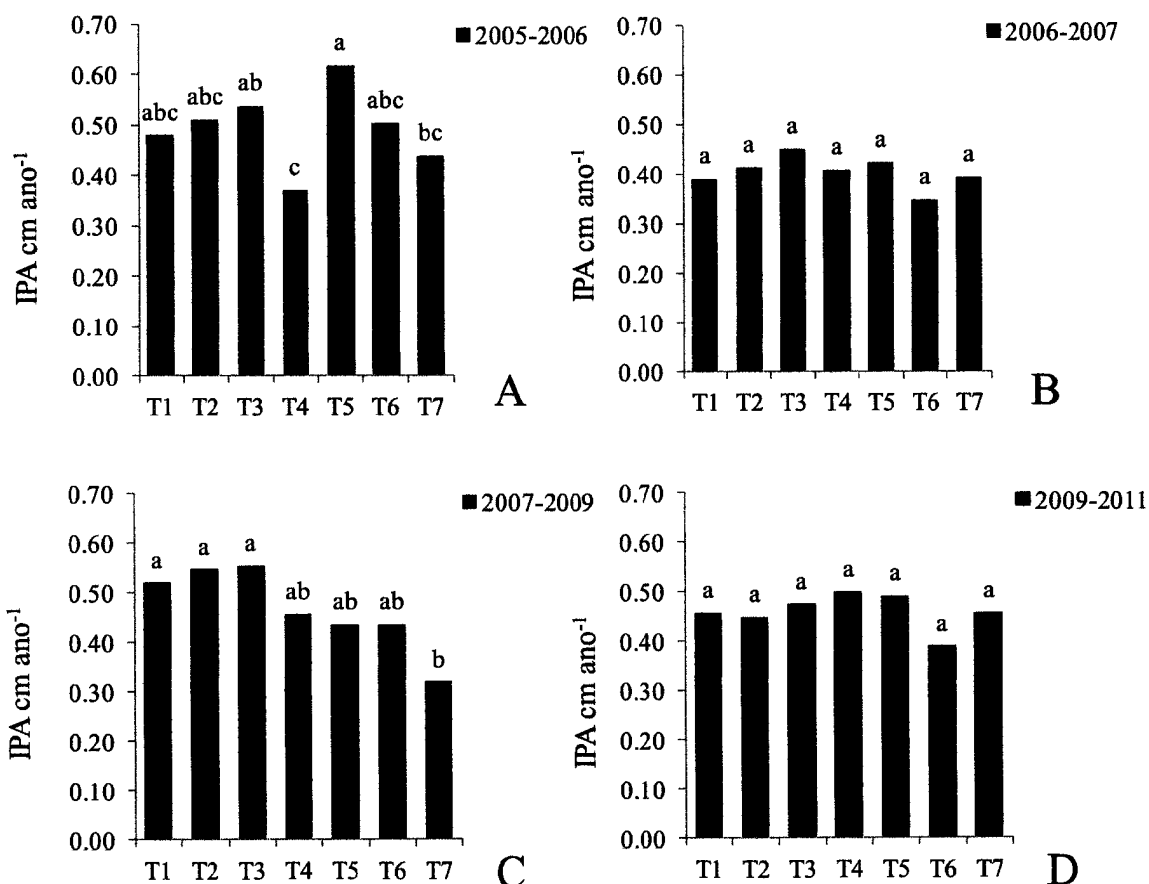 0.70
0.60
0.50
0.40
0.30
0.20
0.10
0.00
IPA cm ano⁻¹
■ 2005-2006
abc abc ab c a abc bc
T1 T2 T3 T4 T5 T6 T7
A
0.70
0.60
0.50
0.40
0.30
0.20
0.10
0.00
IPA cm ano⁻¹
■ 2006-2007
a a a a a a a
T1 T2 T3 T4 T5 T6 T7
B
0.70
0.60
0.50
0.40
0.30
0.20
0.10
0.00
IPA cm ano⁻¹
■ 2007-2009
a a a ab ab ab b
T1 T2 T3 T4 T5 T6 T7
C
0.70
0.60
0.50
0.40
0.30
0.20
0.10
0.00
IPA cm ano⁻¹
■ 2009-2011
a a a a a a a
T1 T2 T3 T4 T5 T6 T7
D